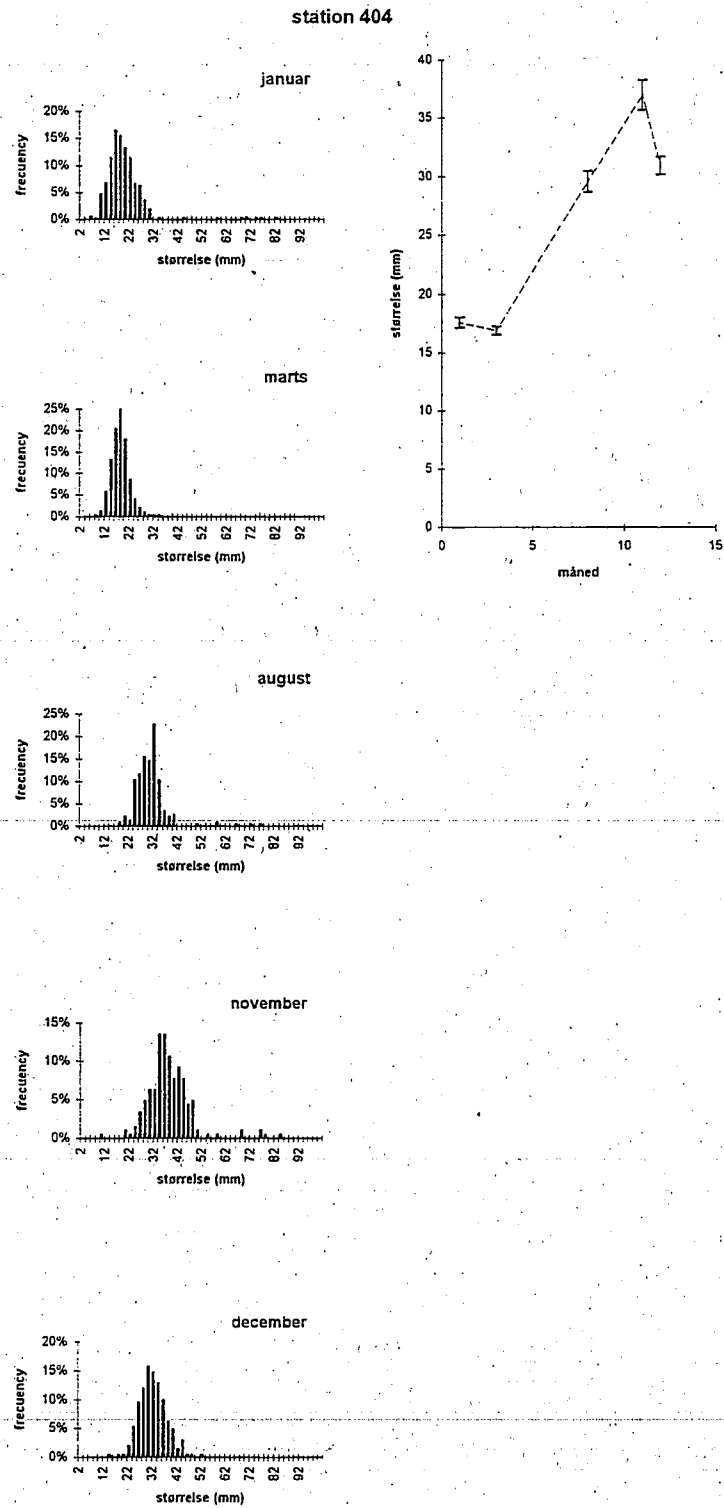 station 404
januar
20%
15%
10%
5%
0%
frecuency
2 12 22 32 42 52 62 72 82 92
størrelse (mm)
40
35
30
25
20
15
10
5
0
størrelse (mm)
0 5 10 15
måned
marts
25%
20%
15%
10%
5%
0%
frecuency
2 12 22 32 42 52 62 72 82 92
størrelse (mm)
august
25%
20%
15%
10%
5%
0%
frecuency
2 12 22 32 42 52 62 72 82 92
størrelse (mm)
november
15%
10%
5%
0%
frecuency
2 12 22 32 42 52 62 72 82 92
størrelse (mm)
december
20%
15%
10%
5%
0%
frecuency
2 12 22 32 42 52 62 72 82 92
størrelse (mm)